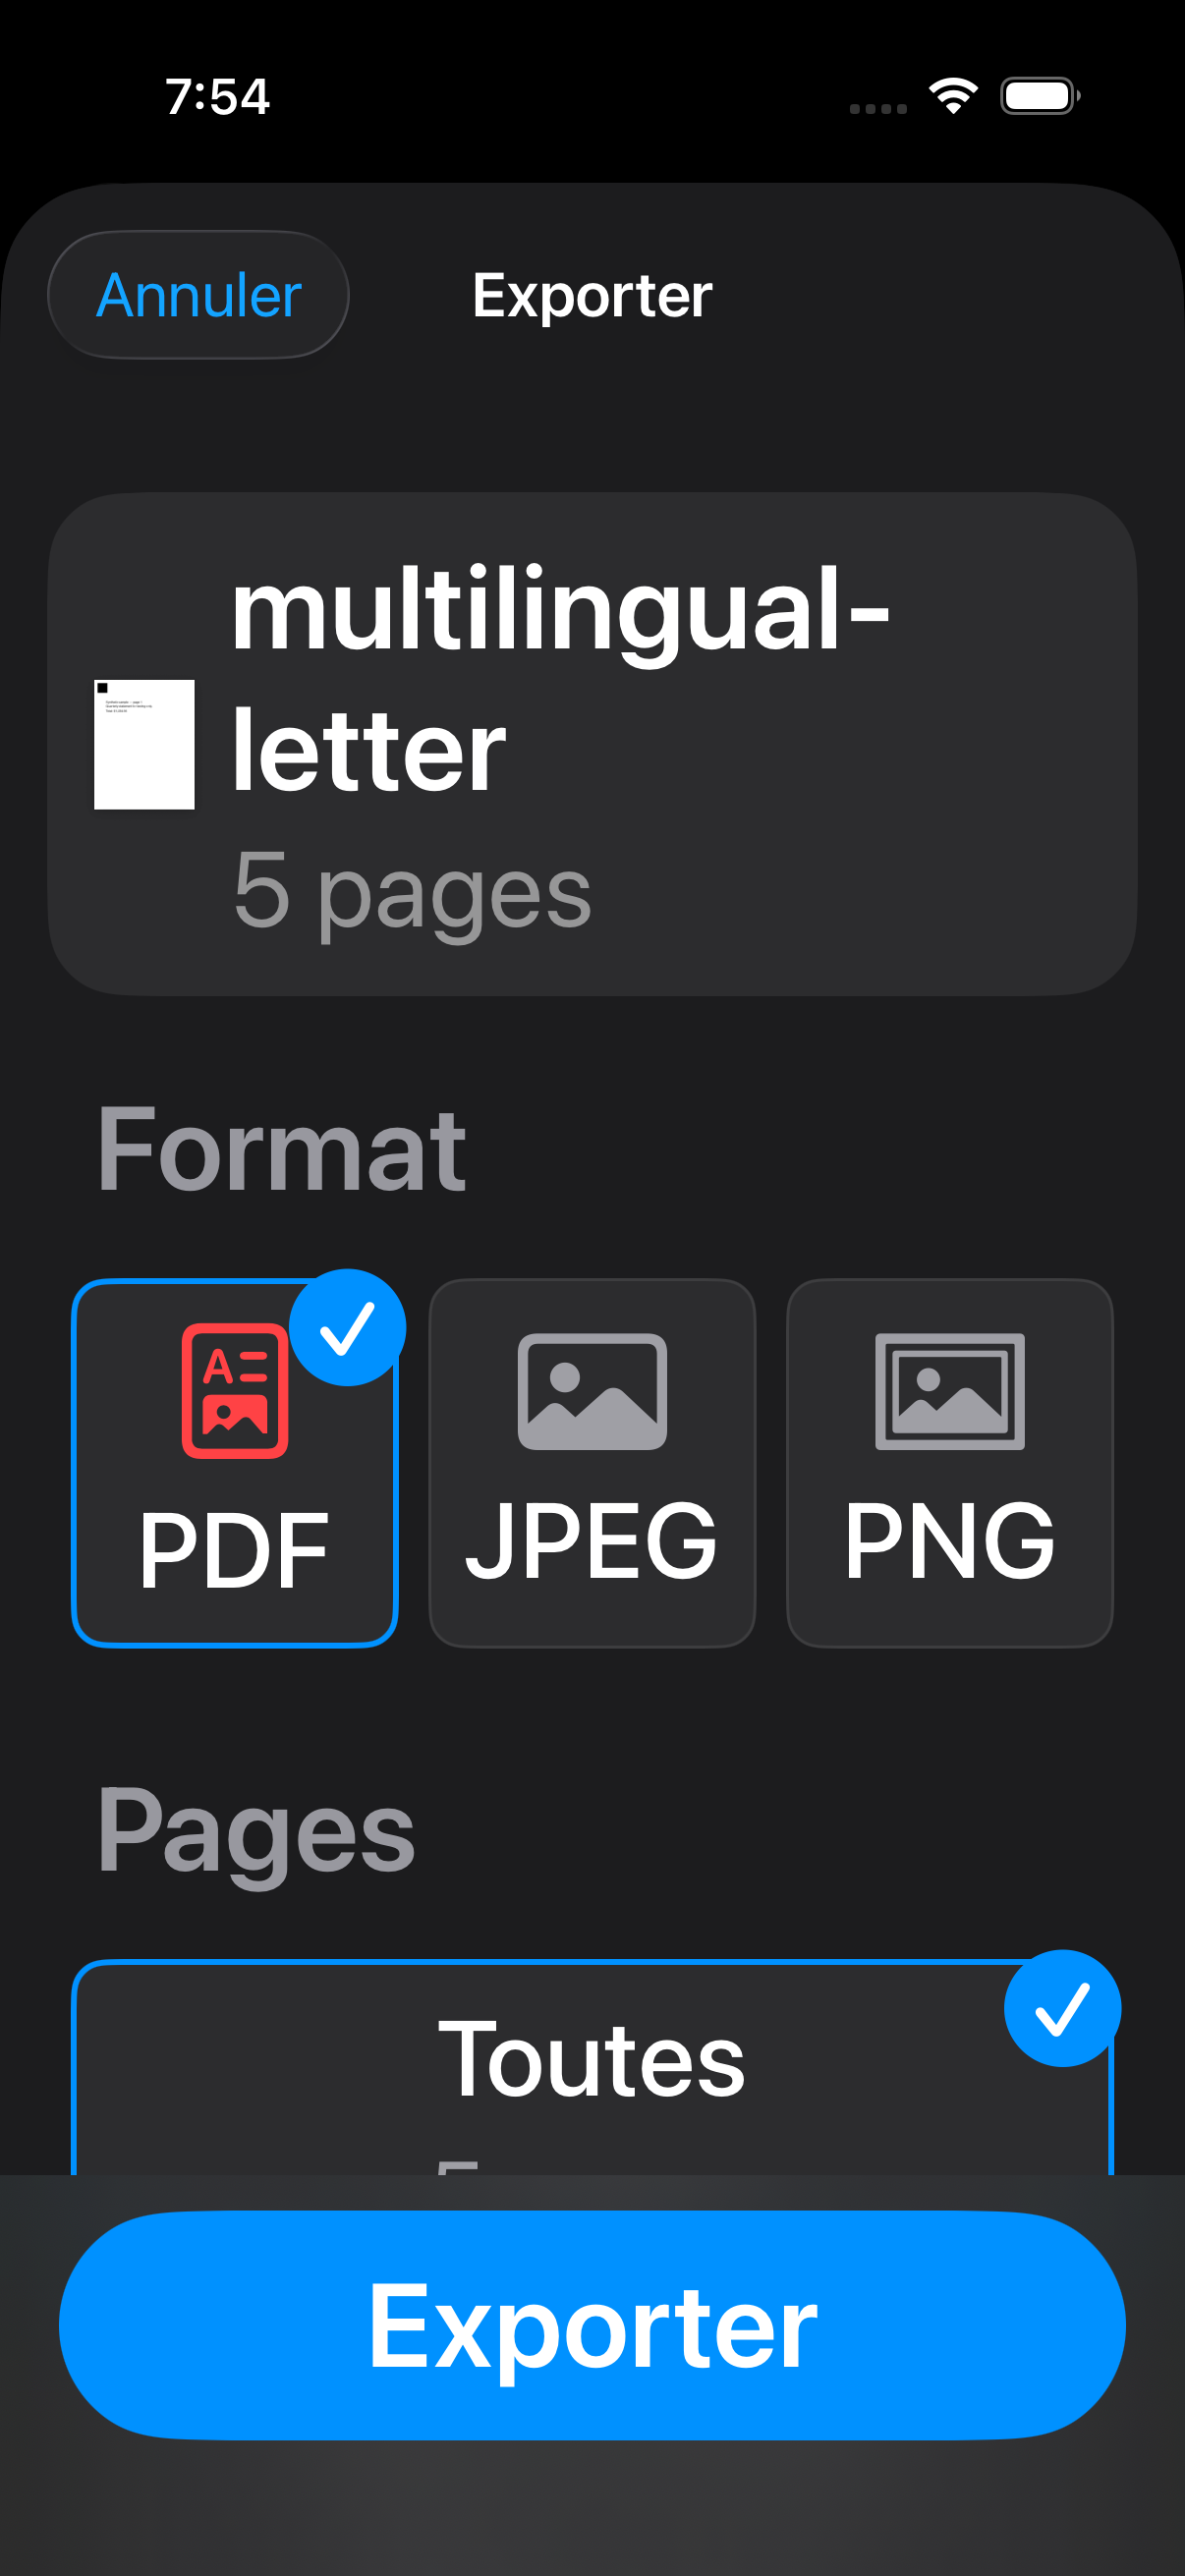 7:54
Annuler
Exporter
multilingual-
letter
5 pages
Format
PDF
JPEG
PNG
Pages
Toutes
Exporter